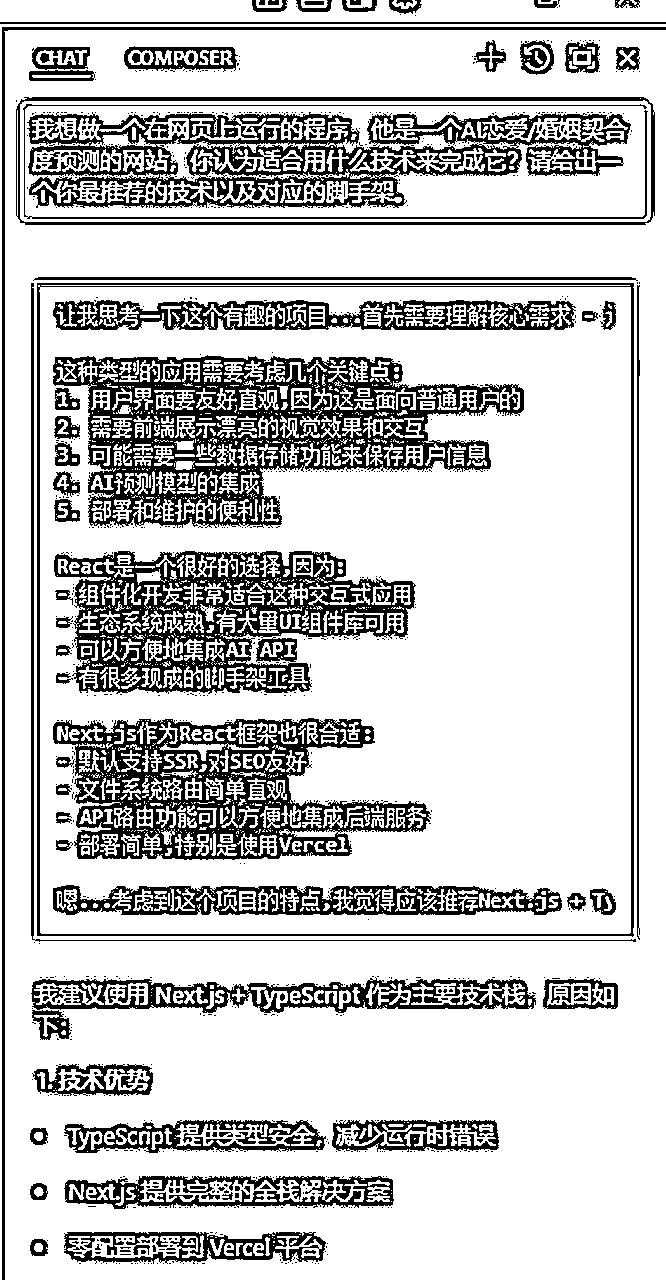 CHAT COMPOSER
我想做一个在网页上运行的程序，他是一个AI恋爱/婚姻契合
度预测的网站，你认为适合用什么技术来完成它？请给出一
个你最推荐的技术以及对应的脚手架。
让我思考一下这个有趣的项目...首先需要理解核心需求 -
这种类型的应用需要考虑几个关键点:
1. 用户界面要友好直观,因为这是面向普通用户的
2. 需要前端展示漂亮的视觉效果和交互
3. 可能需要一些数据存储功能来保存用户信息
4. AI预测模型的集成
5. 部署和维护的便利性
React是一个很好的选择,因为:
- 组件化开发非常适合这种交互式应用
- 生态系统成熟,有大量UI组件库可用
- 可以方便地集成AI API
- 有很多现成的脚手架工具
Next.js作为React框架也很合适:
- 默认支持SSR,对SEO友好
- 文件系统路由简单直观
- API路由功能可以方便地集成后端服务
- 部署简单,特别是使用Vercel
嗯...考虑到这个项目的特点,我觉得应该推荐Next.js + Ty
我建议使用 Next.js + TypeScript 作为主要技术栈，原因如
下:
1.技术优势
TypeScript 提供类型安全，减少运行时错误
Next.js 提供完整的全栈解决方案
零配置部署到 Vercel 平台